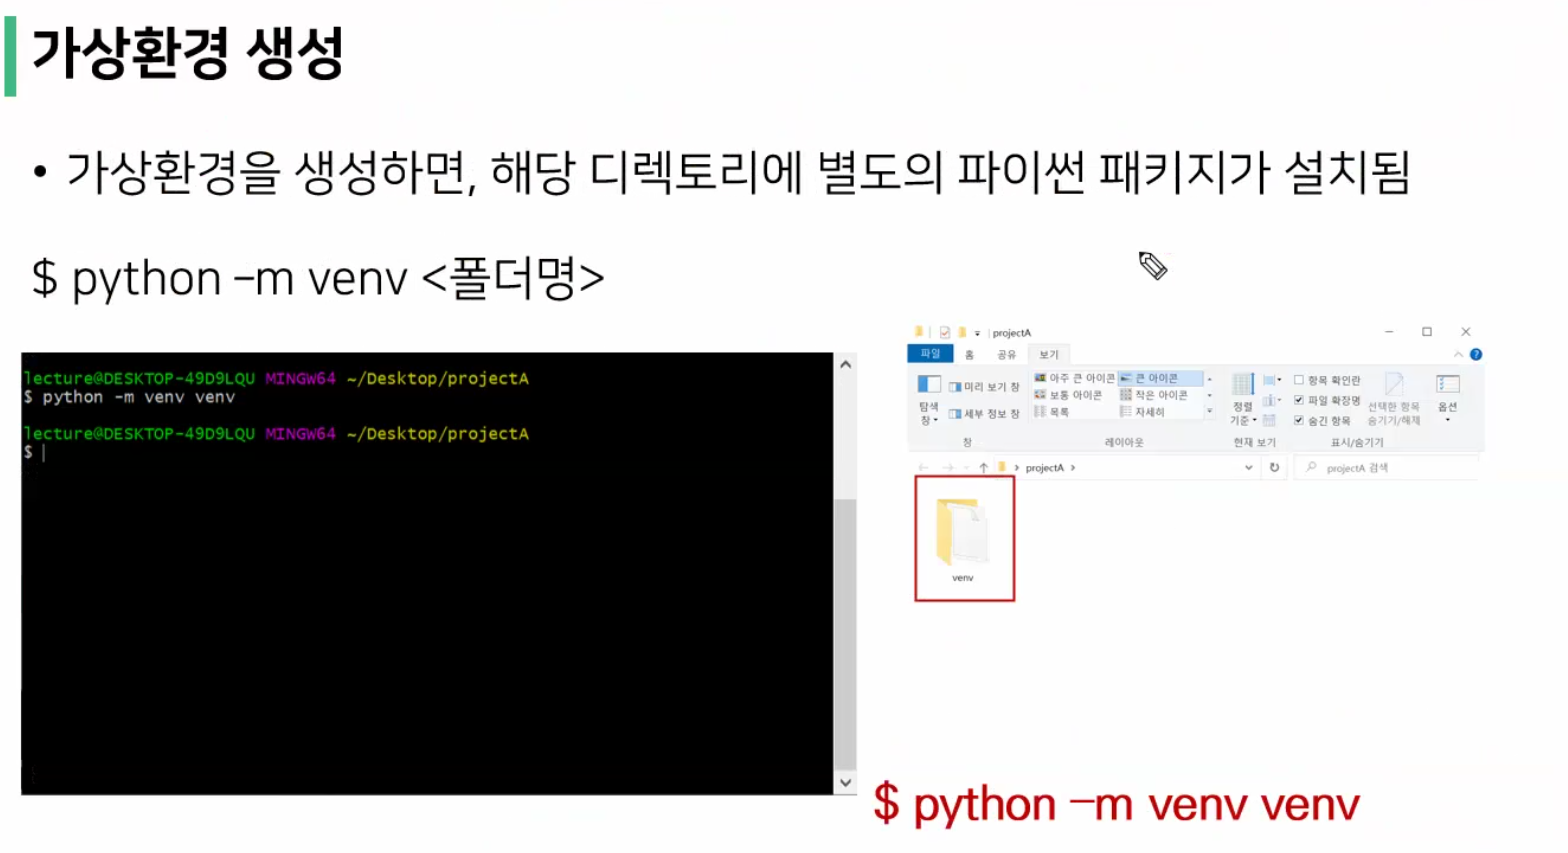 가상환경 생성
• 가상환경을 생성하면, 해당 디렉토리에 별도의 파이썬 패키지가 설치됨
$ python –m venv <폴더명>
lecture@DESKTOP-49D9LQU MINGW64 ~/Desktop/projectA
$ python -m venv venv
lecture@DESKTOP-49D9LQU MINGW64 ~/Desktop/projectA
$
projectA
파일 홈 공유 보기
탐색 창
미리 보기 창
세부 정보 창
창
아주 큰 아이콘 큰 아이콘
보통 아이콘 작은 아이콘
목록 자세히
레이아웃
정렬 기준
현재 보기
항목 확인란
파일 확장명
숨긴 항목
선택한 항목
숨기기/해제
표시/숨기기
옵션
projectA
projectA 검색
venv
$ python –m venv venv